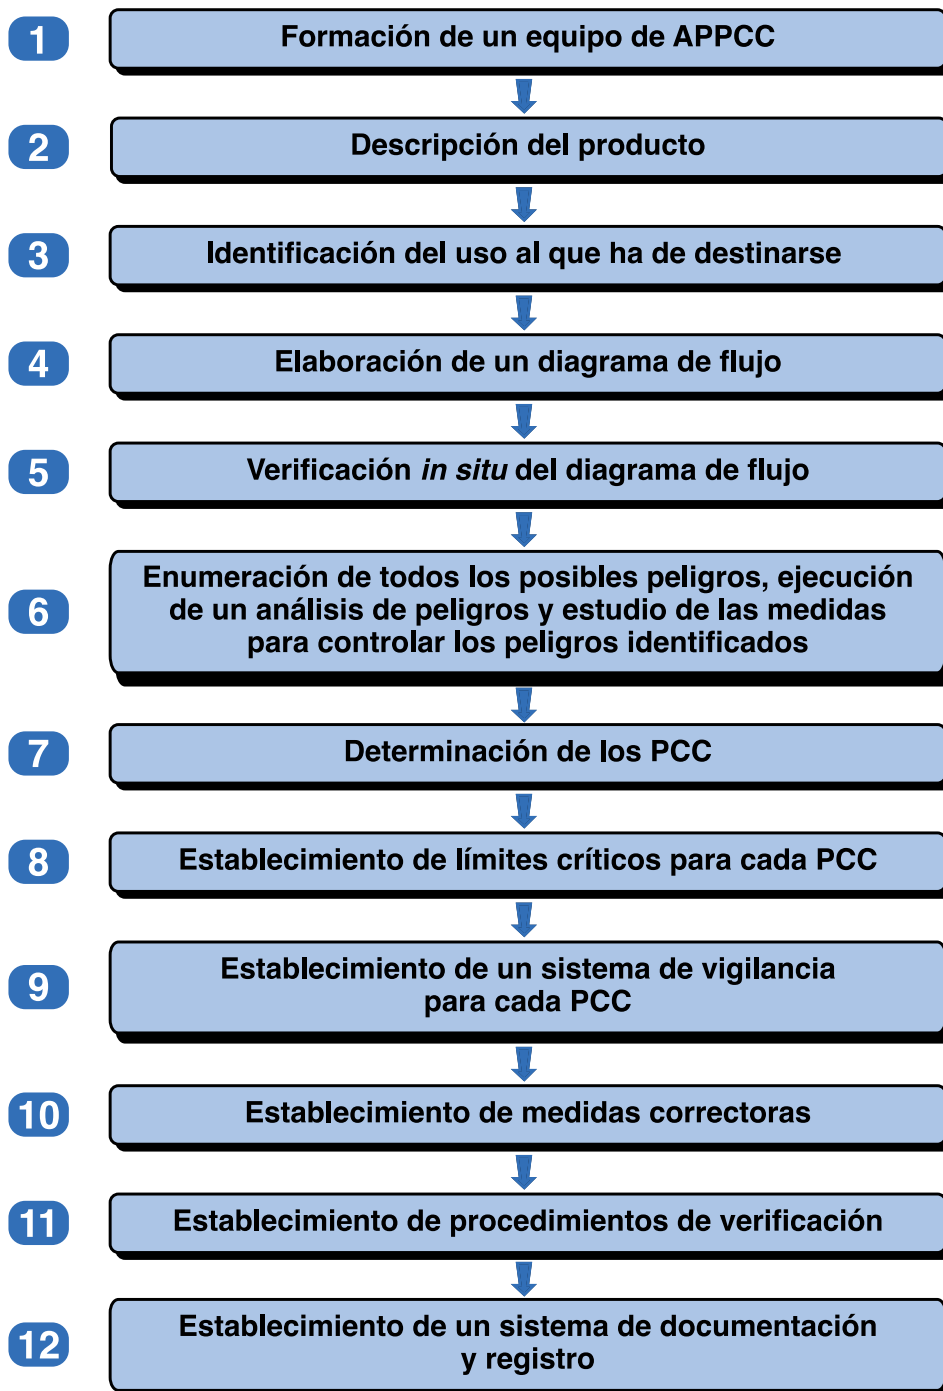 1
Formación de un equipo de APPCC
2
Descripción del producto
3
Identificación del uso al que ha de destinarse
4
Elaboración de un diagrama de flujo
5
Verificación in situ del diagrama de flujo
6
Enumeración de todos los posibles peligros, ejecución
de un análisis de peligros y estudio de las medidas
para controlar los peligros identificados
7
Determinación de los PCC
8
Establecimiento de límites críticos para cada PCC
9
Establecimiento de un sistema de vigilancia
para cada PCC
10
Establecimiento de medidas correctoras
11
Establecimiento de procedimientos de verificación
12
Establecimiento de un sistema de documentación
y registro